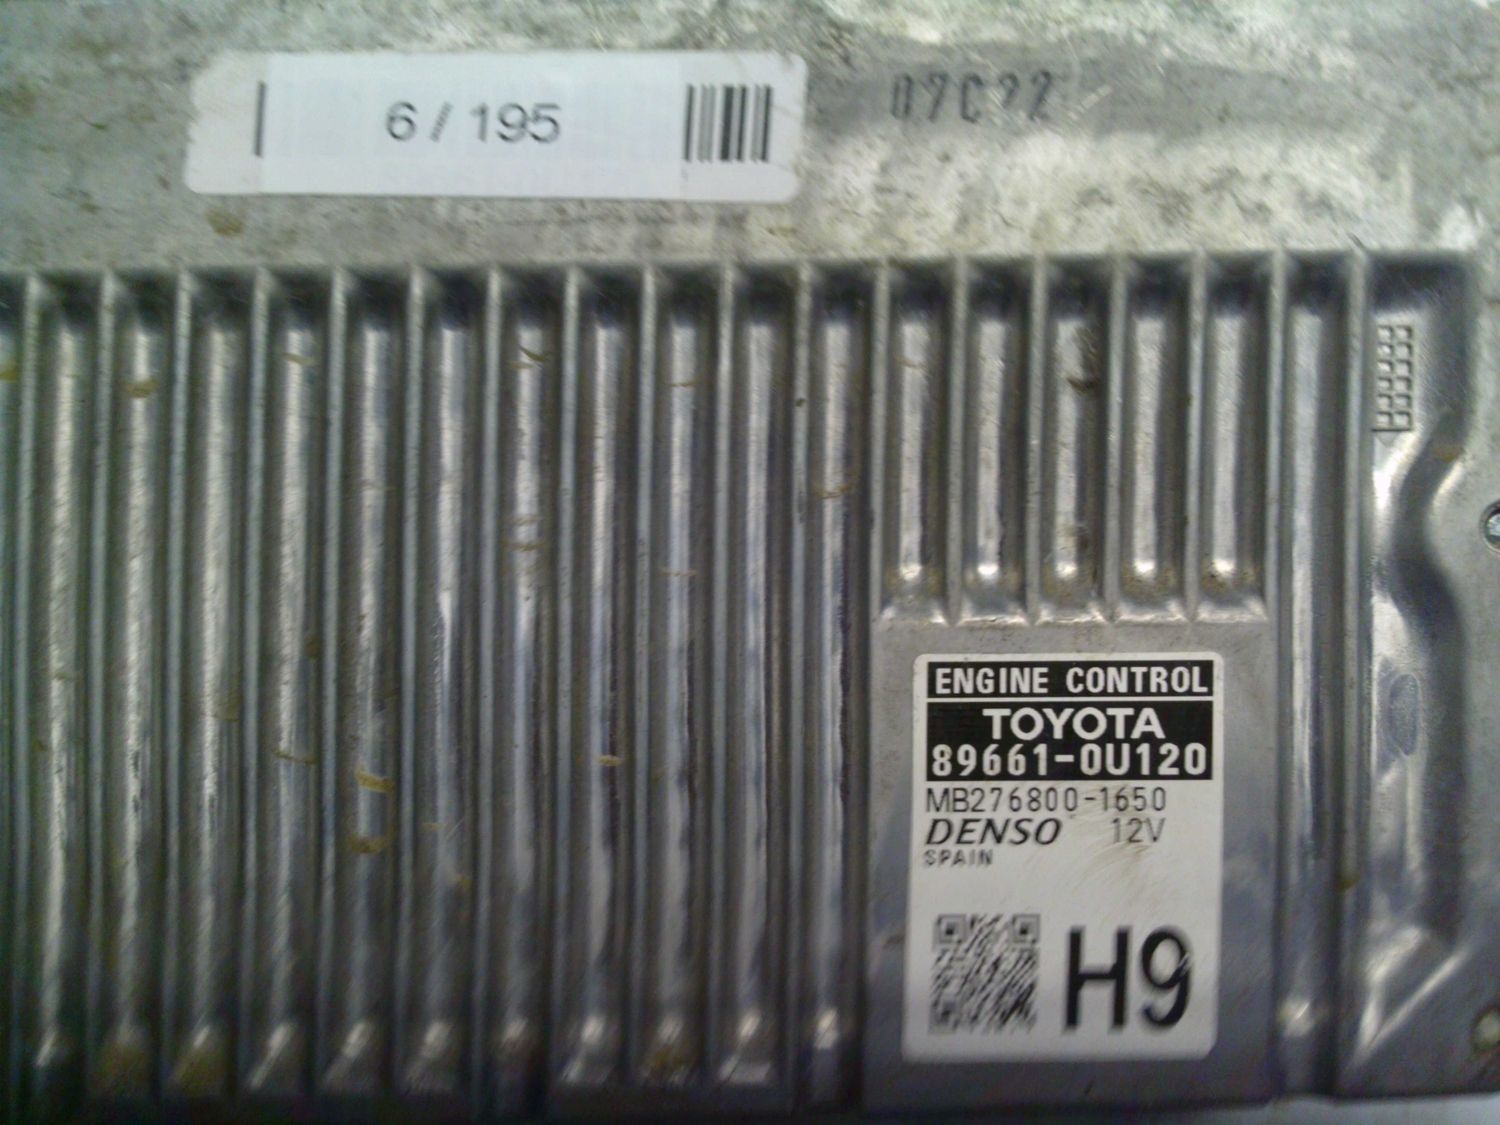 6 / 195
07C22
ENGINE CONTROL
TOYOTA
89661-0U120
MB276800-1650
DENSO 12V
SPAIN
H9